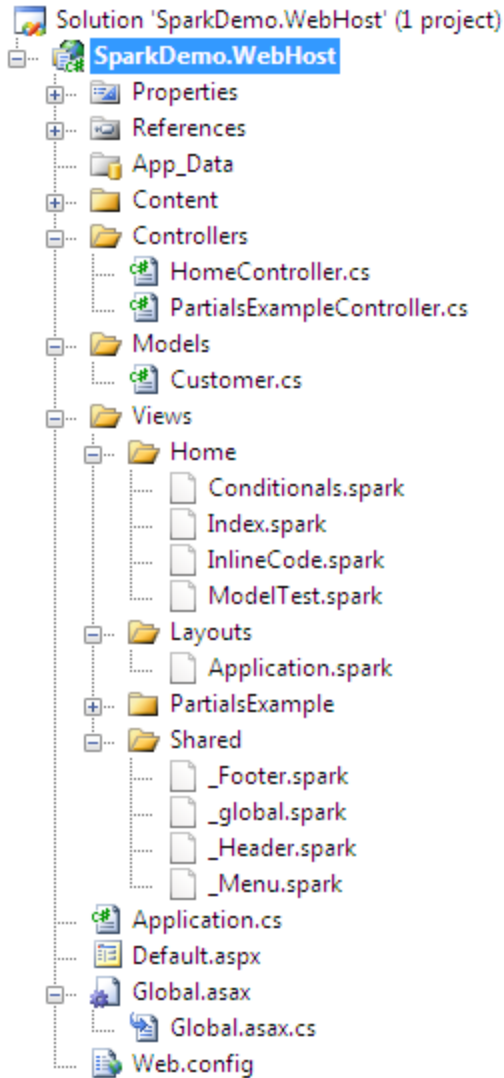 Solution 'SparkDemo.WebHost' (1 project)
SparkDemo.WebHost
Properties
References
App_Data
Content
Controllers
HomeController.cs
PartialsExampleController.cs
Models
Customer.cs
Views
Home
Conditionals.spark
Index.spark
InlineCode.spark
ModelTest.spark
Layouts
Application.spark
PartialsExample
Shared
_Footer.spark
_global.spark
_Header.spark
_Menu.spark
Application.cs
Default.aspx
Global.asax
Global.asax.cs
Web.config